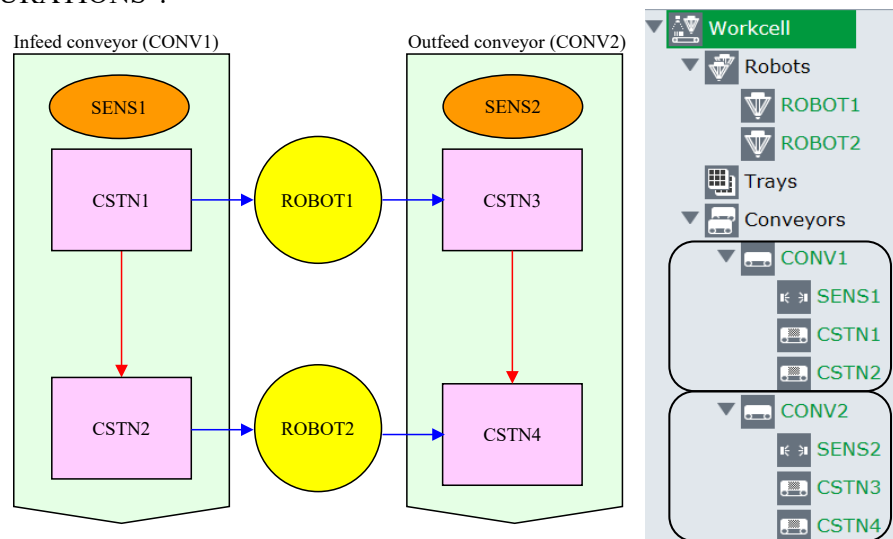 URATIONS".
Infeed conveyor (CONV1)
Outfeed conveyor (CONV2)
SENS1
SENS2
CSTN1
ROBOT1
CSTN3
CSTN2
ROBOT2
CSTN4
Workcell
Robots
ROBOT1
ROBOT2
Trays
Conveyors
CONV1
SENS1
CSTN1
CSTN2
CONV2
SENS2
CSTN3
CSTN4